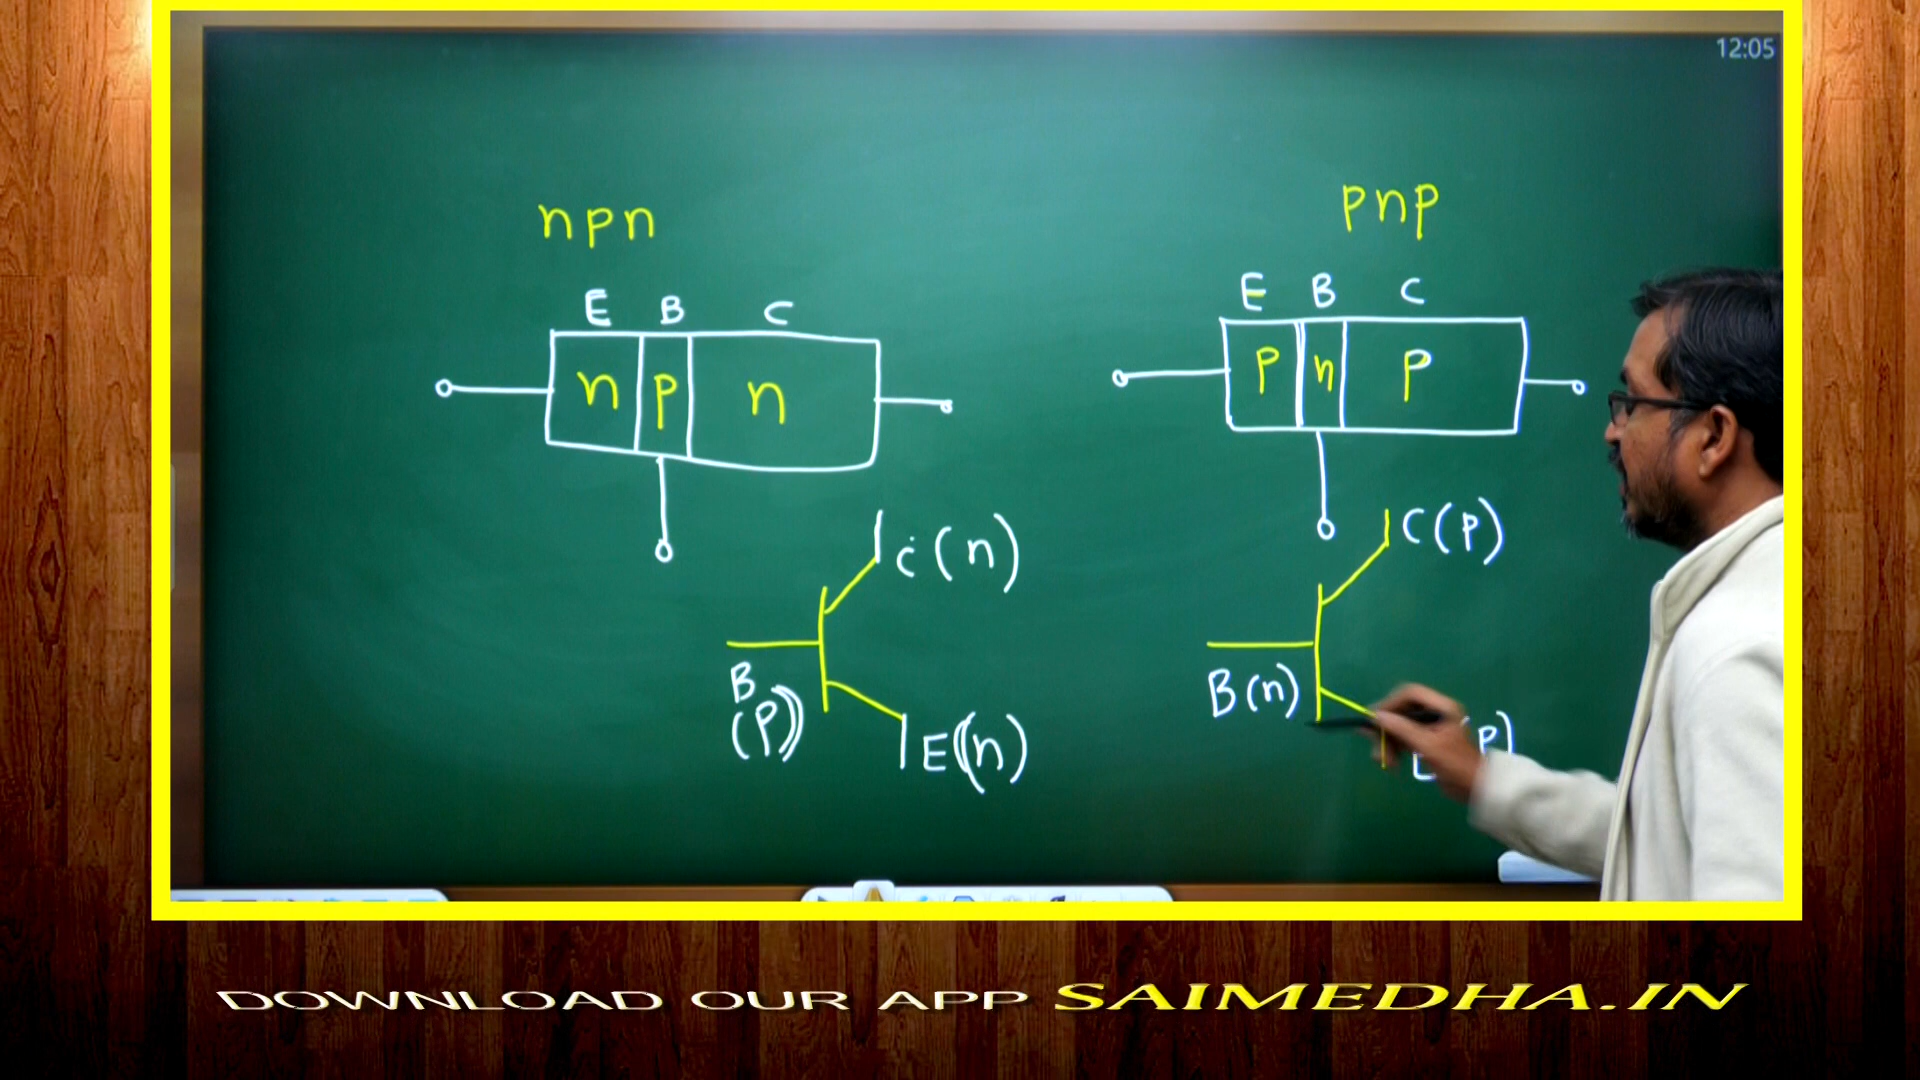 12:05
npn
E B C
n p n
C (n)
B
(P)
E (n)
pnp
E B C
p n p
C (P)
B (n)
(P)
DOWNLOAD OUR APP SAIMEDHA.IN